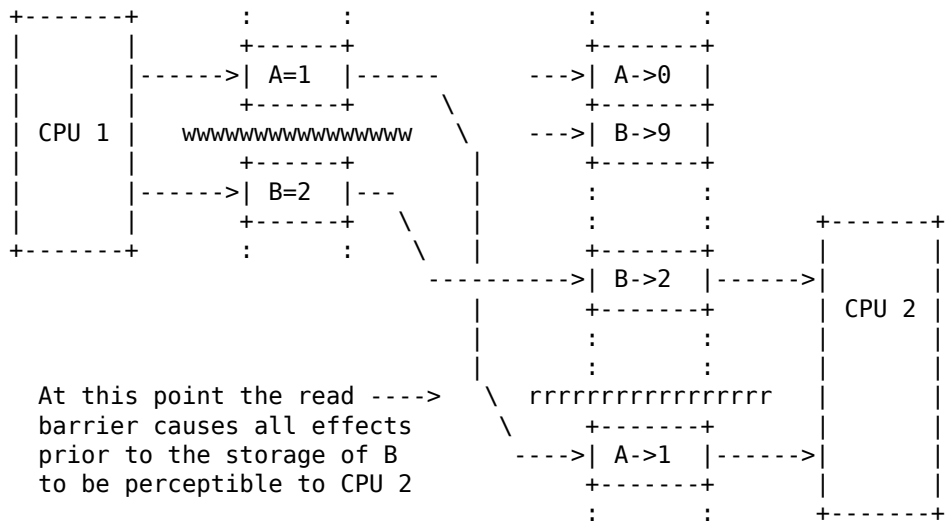 +-------+       :      :                :       :
|       |       +------+                +-------+
|       |------>| A=1  |------      --->| A->0  |
|       |       +------+      \         +-------+
| CPU 1 |   wwwwwwwwwwwwwwww   \    --->| B->9  |
|       |       +------+        |       +-------+
|       |------>| B=2  |---     |       :       :
|       |       +------+   \    |       :       :       +-------+
+-------+       :      :    \   |       +-------+       |       |
                             ---------->| B->2  |------>|       |
                                |       +-------+       | CPU 2 |
                                |       :       :       |       |
                                |       :       :       |       |
  At this point the read ---->   \  rrrrrrrrrrrrrrrrr   |       |
  barrier causes all effects      \     +-------+       |       |
  prior to the storage of B        ---->| A->1  |------>|       |
  to be perceptible to CPU 2            +-------+       |       |
                                        :       :       +-------+